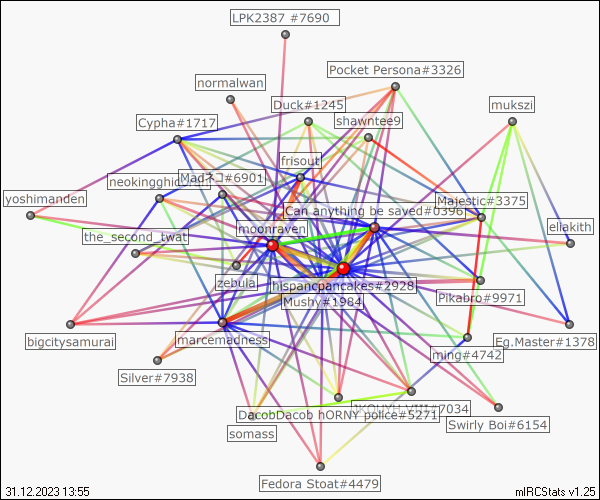 LPK2387 #7690
Pocket Persona#3326
normalwan
Duck#1245
mukszi
shawntee9
Cypha#1717
frisout
Madネコ#6901
neokingghid
Majestic#3375
yoshimanden
Can anything be saved#0396
moonraven
ellakith
the_second_twat
zebula
hispanopancakes#2928
Pikabro#9971
Mushy#1984
bigcitysamurai
marcemadness
Eg.Master#1378
ming#4742
Silver#7938
DacobDacob hORNY police#5271
#7034
Swirly Boi#6154
somass
Fedora Stoat#4479
31.12.2023 13:55
mIRCStats v1.25